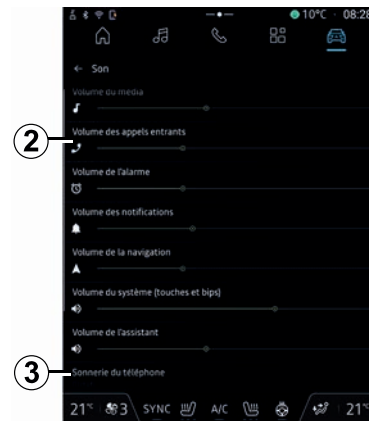 10°C 08:28
← Son
Volume du média
Volume des appels entrants
2
Volume de l'alarme
Volume des notifications
Volume de la navigation
Volume du système (touches et bips)
Volume de l'assistant
3
Sonnerie du téléphone
21°C 3 SYNC A/C 21°